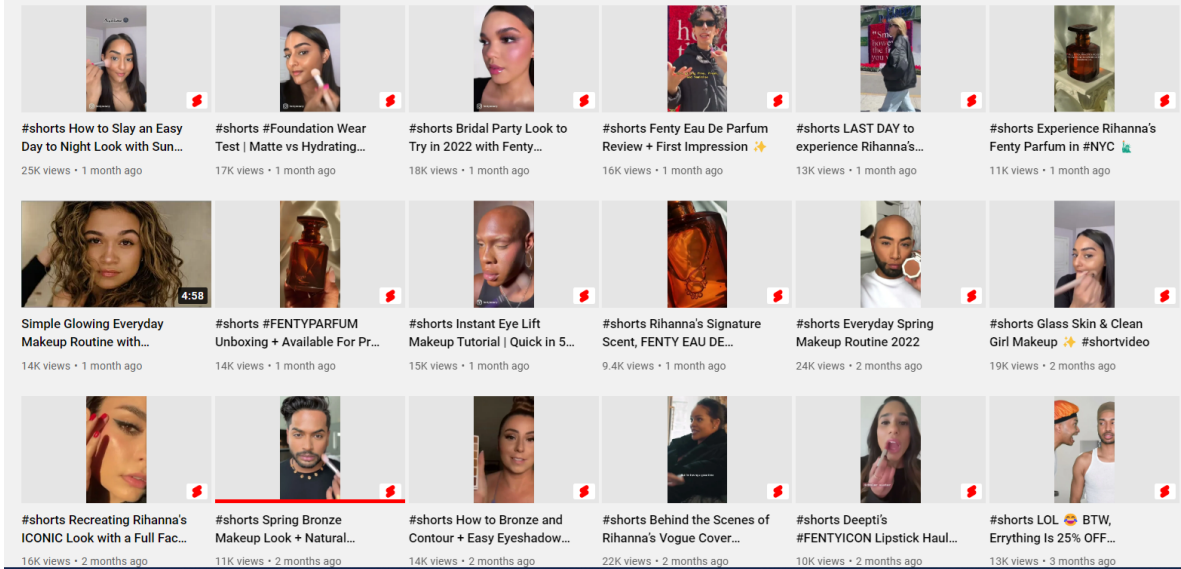 #shorts How to Slay an Easy
Day to Night Look with Sun...
25K views • 1 month ago
#shorts #Foundation Wear
Test | Matte vs Hydrating...
17K views • 1 month ago
#shorts Bridal Party Look to
Try in 2022 with Fenty...
18K views • 1 month ago
#shorts Fenty Eau De Parfum
Review + First Impression ✨
16K views • 1 month ago
#shorts LAST DAY to
experience Rihanna’s...
13K views • 1 month ago
#shorts Experience Rihanna’s
Fenty Parfum in #NYC 🗽
11K views • 1 month ago
4:58
Simple Glowing Everyday
Makeup Routine with...
14K views • 1 month ago
#shorts #FENTYPARFUM
Unboxing + Available For Pr...
14K views • 1 month ago
#shorts Instant Eye Lift
Makeup Tutorial | Quick in 5...
15K views • 1 month ago
#shorts Rihanna's Signature
Scent, FENTY EAU DE...
9.4K views • 1 month ago
#shorts Everyday Spring
Makeup Routine 2022
24K views • 2 months ago
#shorts Glass Skin & Clean
Girl Makeup ✨ #shortvideo
19K views • 2 months ago
#shorts Recreating Rihanna's
ICONIC Look with a Full Fac...
16K views • 2 months ago
#shorts Spring Bronze
Makeup Look + Natural...
11K views • 2 months ago
#shorts How to Bronze and
Contour + Easy Eyeshadow...
14K views • 2 months ago
#shorts Behind the Scenes of
Rihanna’s Vogue Cover...
22K views • 2 months ago
#shorts Deepti’s
#FENTYICON Lipstick Haul...
10K views • 2 months ago
#shorts LOL 😂 BTW,
Errything Is 25% OFF...
13K views • 3 months ago